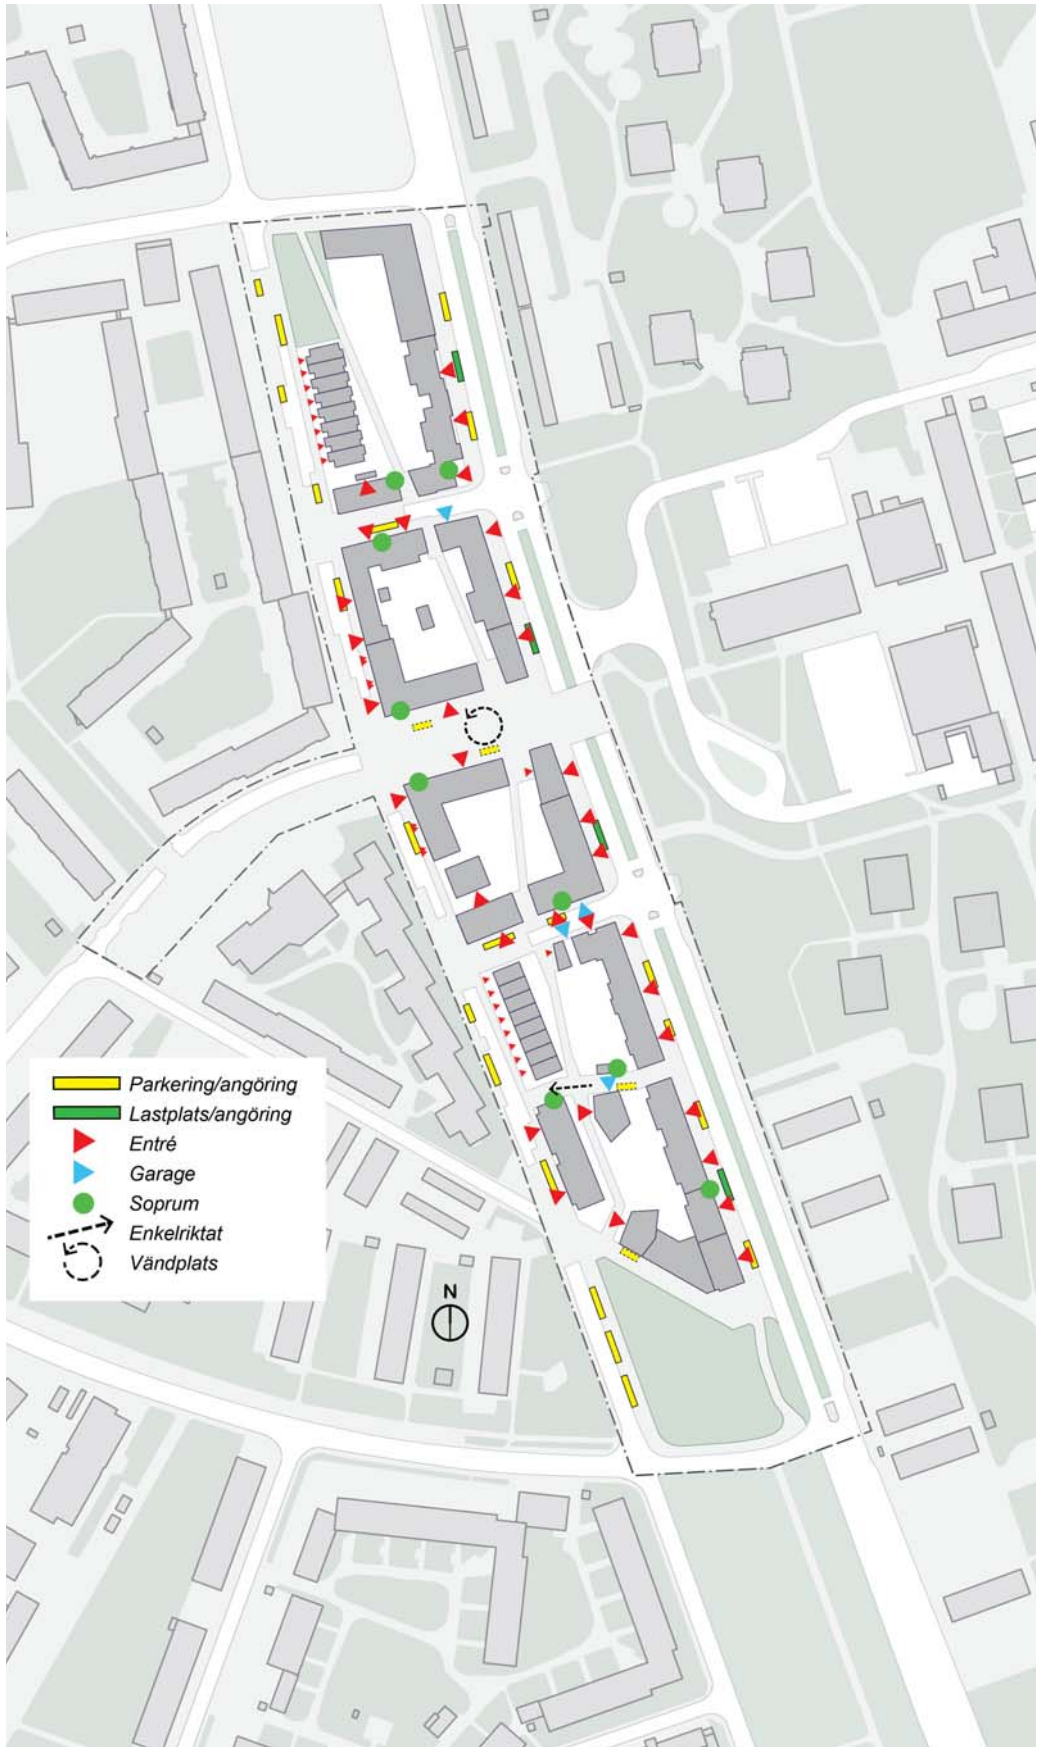 Parkering/angöring
Lastplats/angöring
Entré
Garage
Soprum
Enkelriktat
Vändplats
N